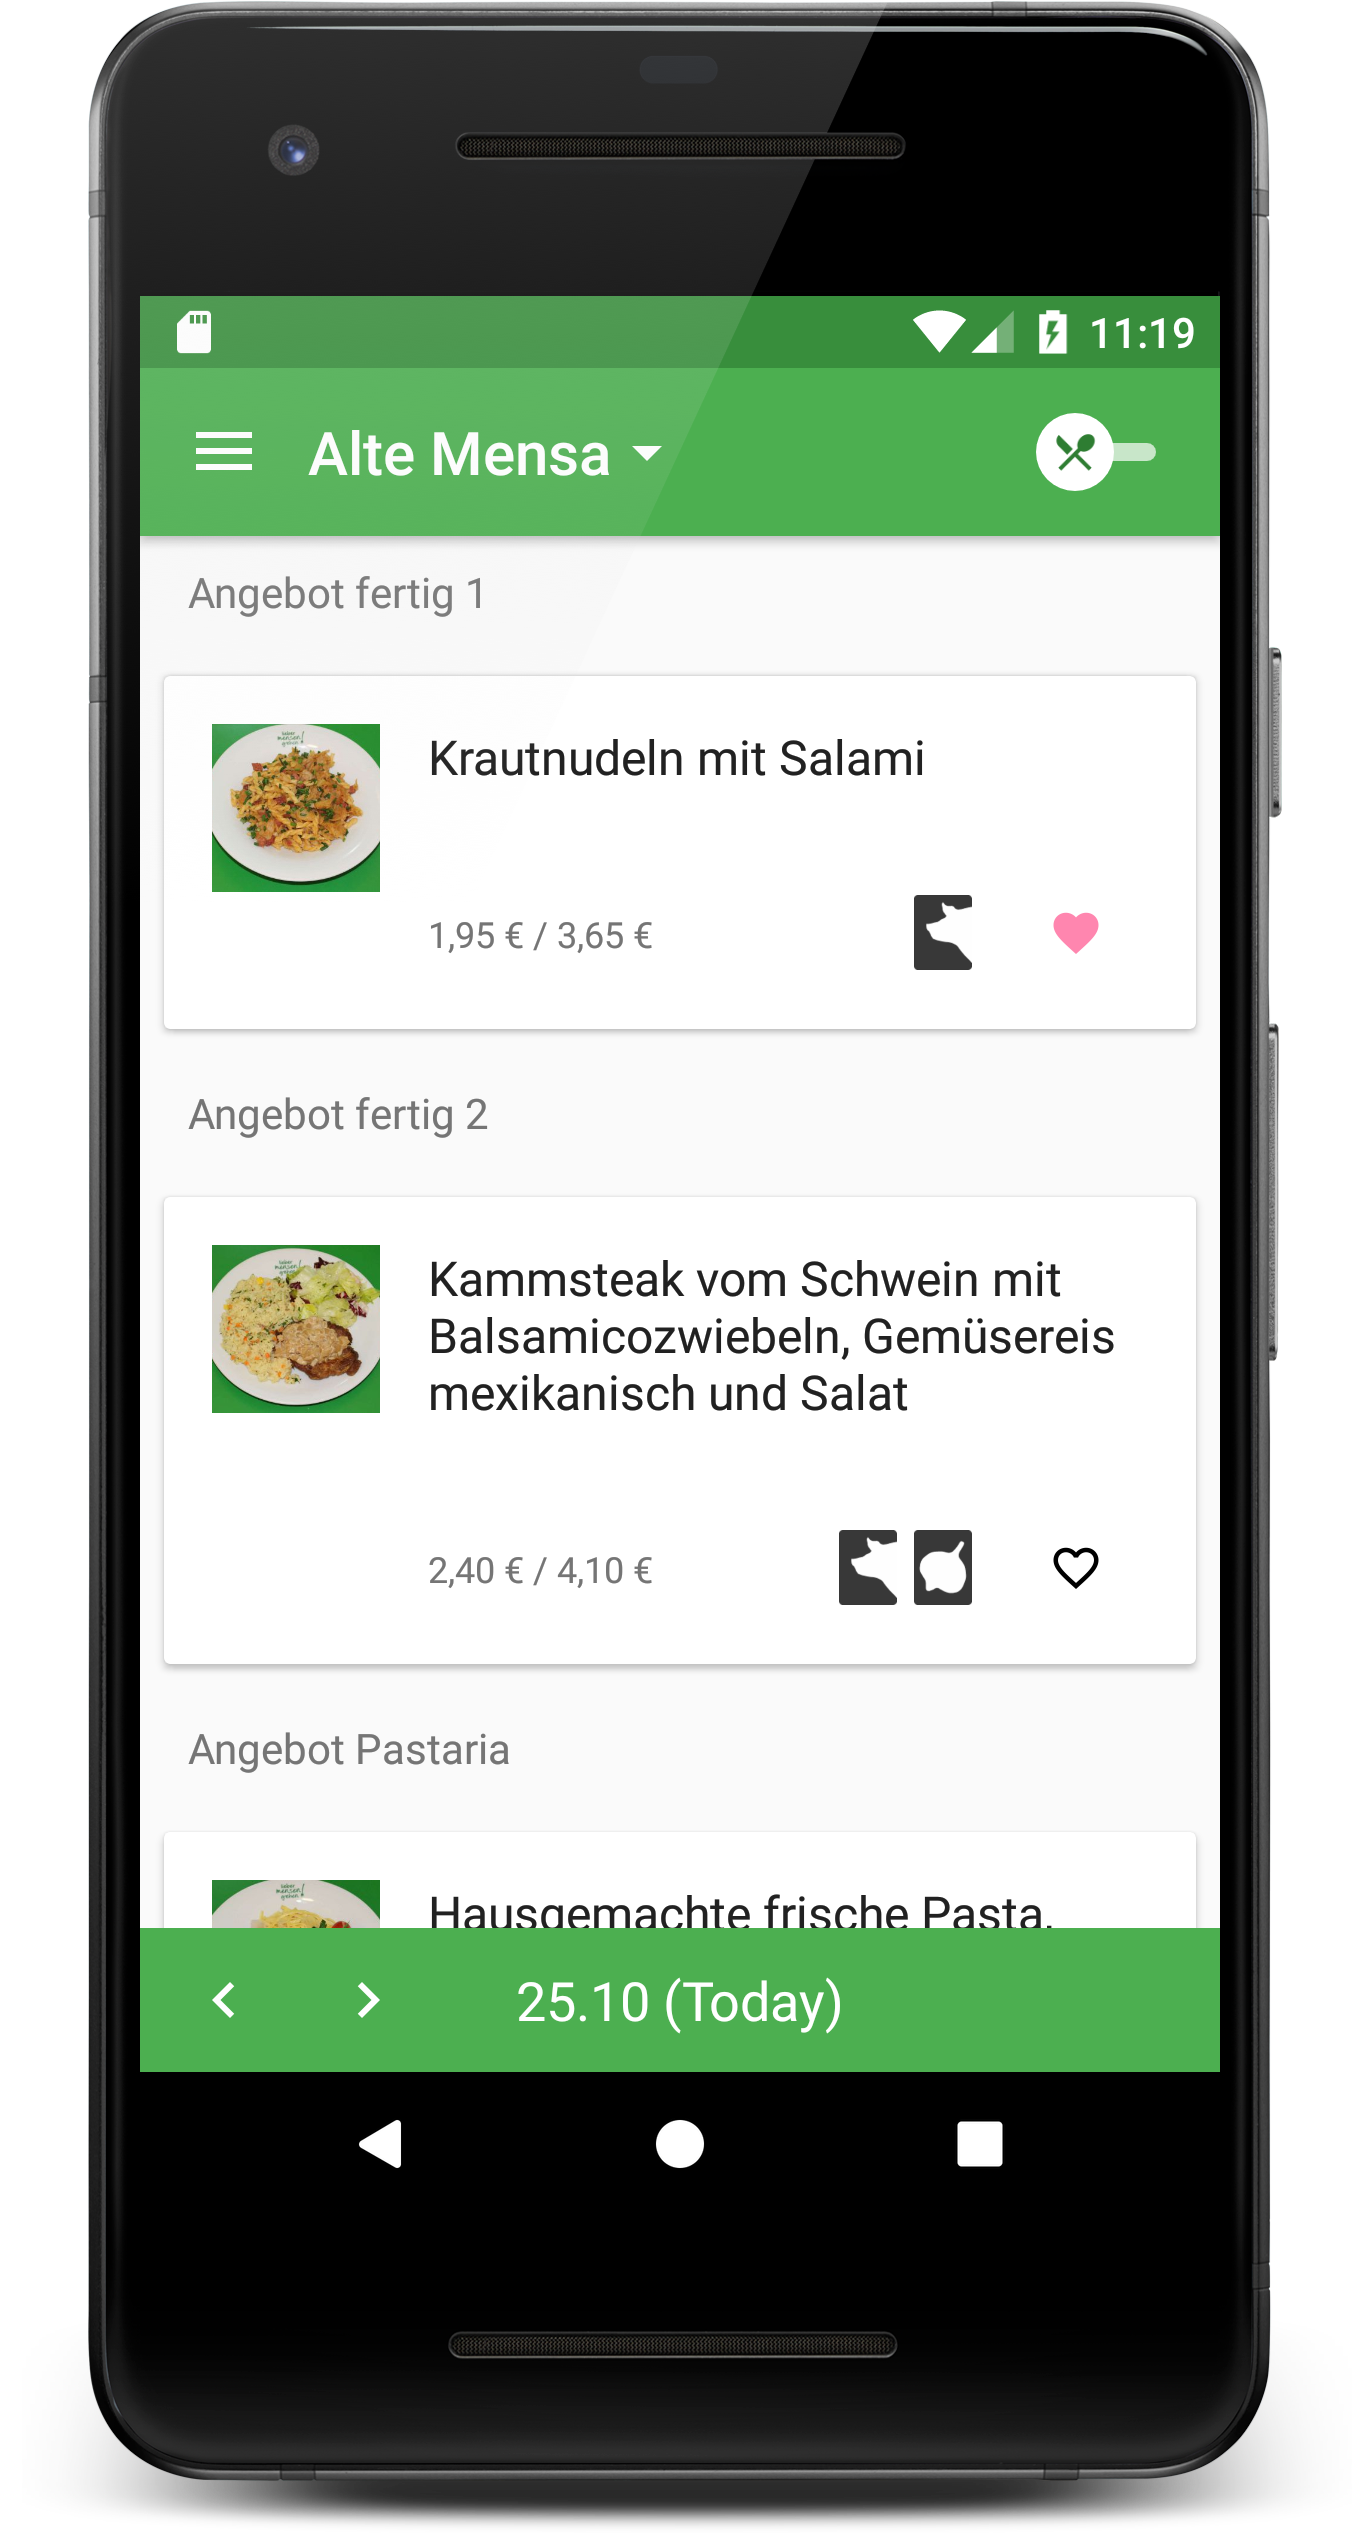 11:19
Alte Mensa
Angebot fertig 1
Krautnudeln mit Salami
1,95 € / 3,65 €
Angebot fertig 2
Kammsteak vom Schwein mit
Balsamicozwiebeln, Gemüsereis
mexikanisch und Salat
2,40 € / 4,10 €
Angebot Pastaria
Hausgemachte frische Pasta,
25.10 (Today)